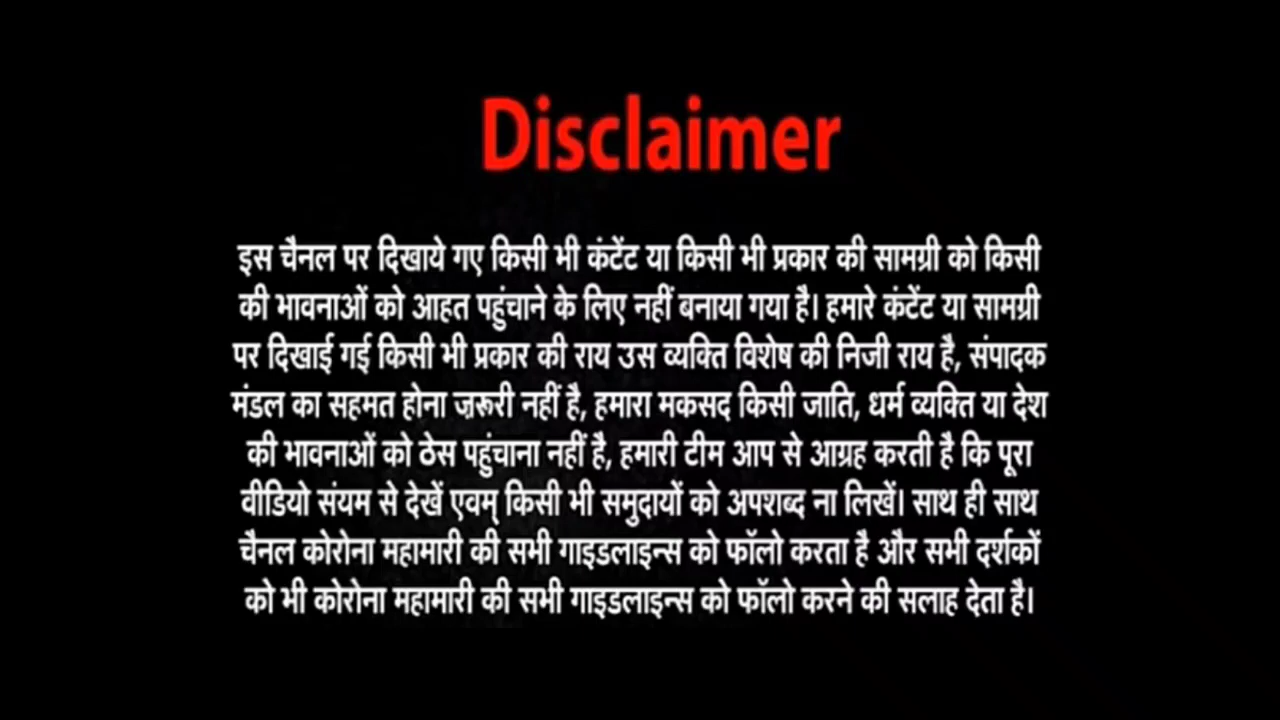 Disclaimer
इस चैनल पर दिखाये गए किसी भी कंटेंट या किसी भी प्रकार की सामग्री को किसी
की भावनाओं को आहत पहुंचाने के लिए नहीं बनाया गया है। हमारे कंटेंट या सामग्री
पर दिखाई गई किसी भी प्रकार की राय उस व्यक्ति विशेष की निजी राय है, संपादक
मंडल का सहमत होना ज़रूरी नहीं है, हमारा मकसद किसी जाति, धर्म व्यक्ति या देश
की भावनाओं को ठेस पहुंचाना नहीं है, हमारी टीम आप से आग्रह करती है कि पूरा
वीडियो संयम से देखें एवम् किसी भी समुदायों को अपशब्द ना लिखें। साथ ही साथ
चैनल कोरोना महामारी की सभी गाइडलाइन्स को फॉलो करता है और सभी दर्शकों
को भी कोरोना महामारी की सभी गाइडलाइन्स को फॉलो करने की सलाह देता है।